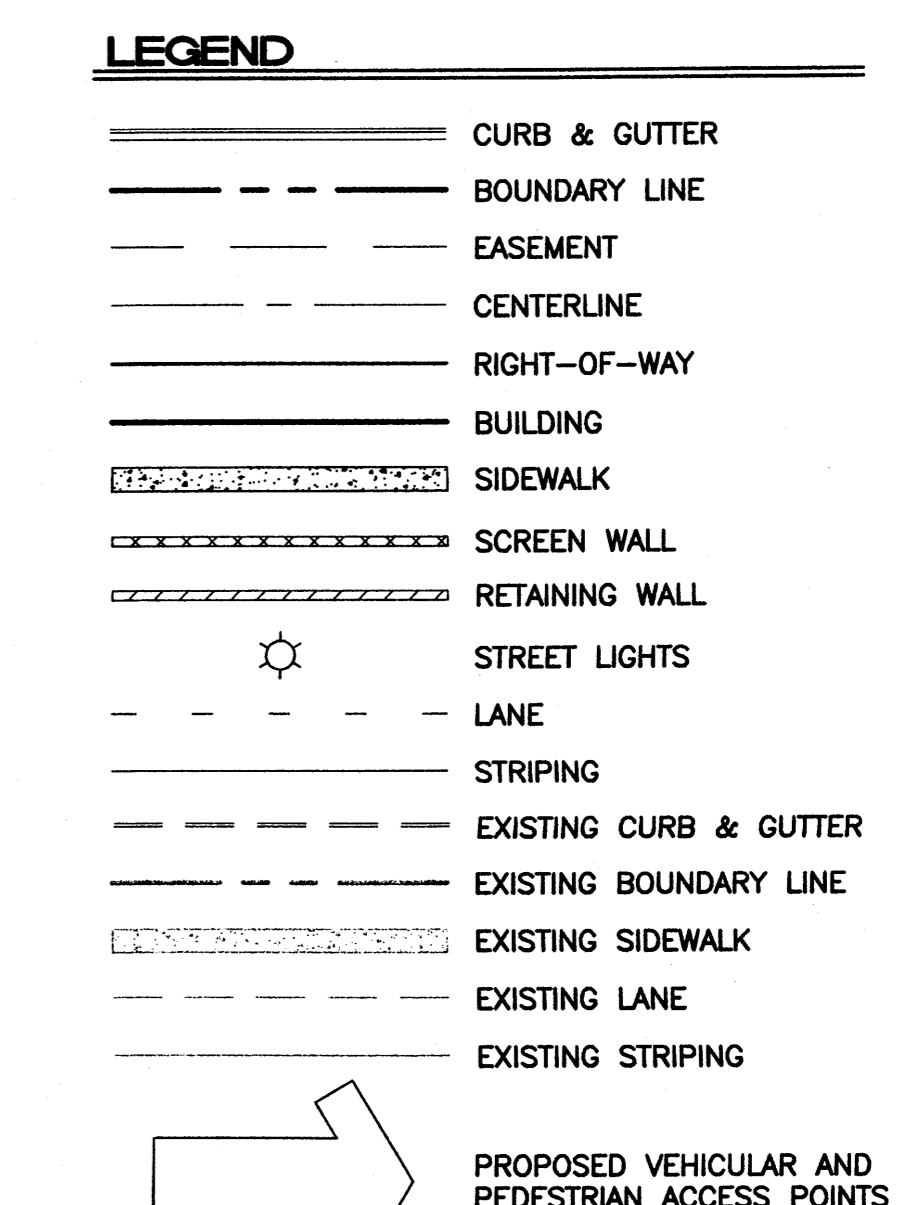 LEGEND
CURB & GUTTER
BOUNDARY LINE
EASEMENT
CENTERLINE
RIGHT-OF-WAY
BUILDING
SIDEWALK
SCREEN WALL
RETAINING WALL
STREET LIGHTS
LANE
STRIPING
EXISTING CURB & GUTTER
EXISTING BOUNDARY LINE
EXISTING SIDEWALK
EXISTING LANE
EXISTING STRIPING
PROPOSED VEHICULAR AND
PEDESTRIAN ACCESS POINTS